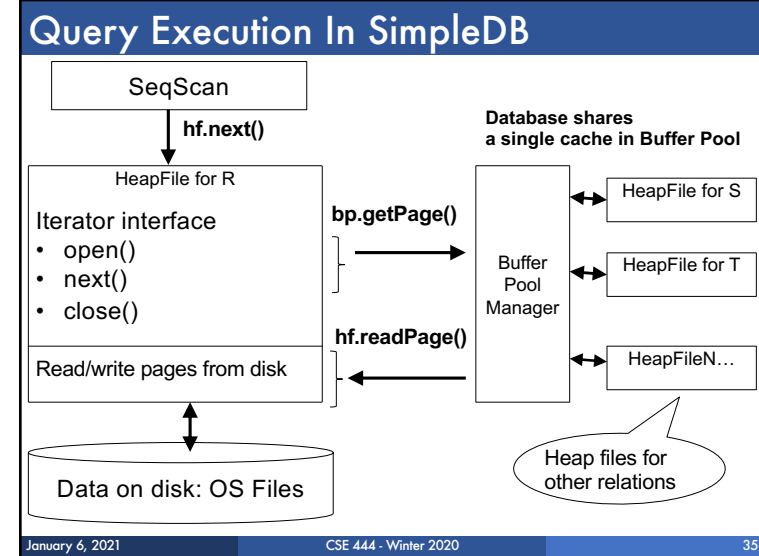 Query Execution In SimpleDB
SeqScan
hf.next()
Database shares
a single cache in Buffer Pool
HeapFile for R
Iterator interface
• open()
• next()
• close()
Read/write pages from disk
bp.getPage()
hf.readPage()
Buffer
Pool
Manager
HeapFile for S
HeapFile for T
HeapFileN…
Heap files for
other relations
Data on disk: OS Files
January 6, 2021
CSE 444 - Winter 2020
35